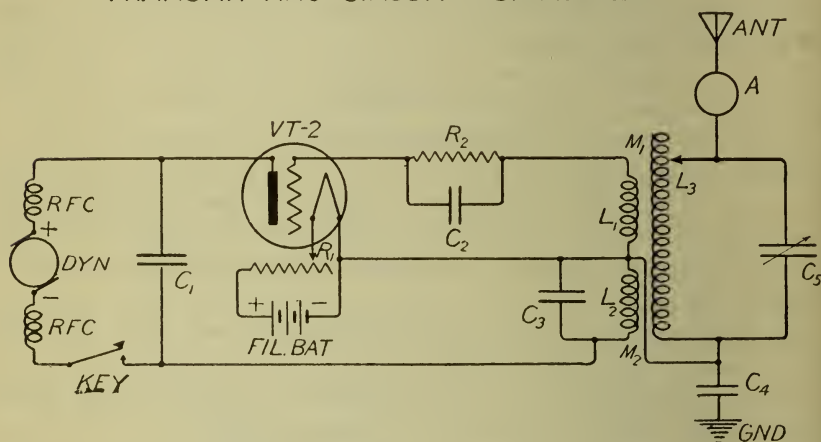 ANT
A
VT-2
R₂
M₁
L₃
RFC
+
DYN
-
RFC
KEY
C₁
R₁
+ -
FIL. BAT
C₂
L₁
C₃
L₂
M₂
C₅
C₄
GND